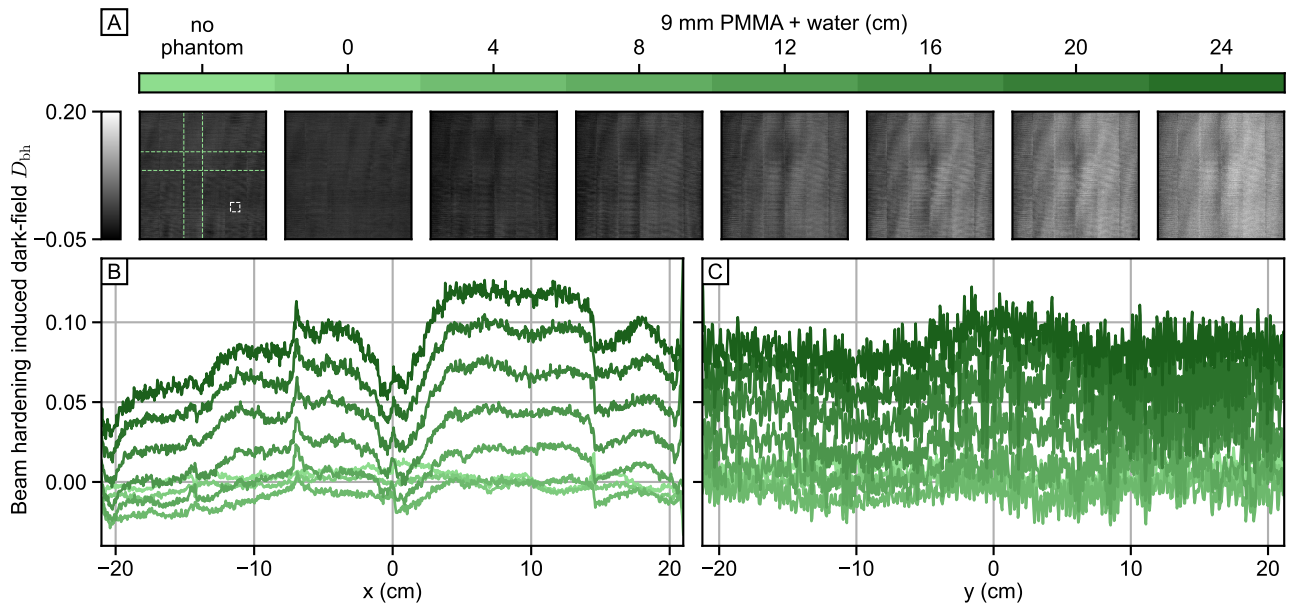 A
no
phantom
9 mm PMMA + water (cm)
0 4 8 12 16 20 24
0.20
−0.05
Beam hardening induced dark-field D_bh
B
C
0.10
0.05
0.00
−20 −10 0 10 20
x (cm)
−20 −10 0 10 20
y (cm)